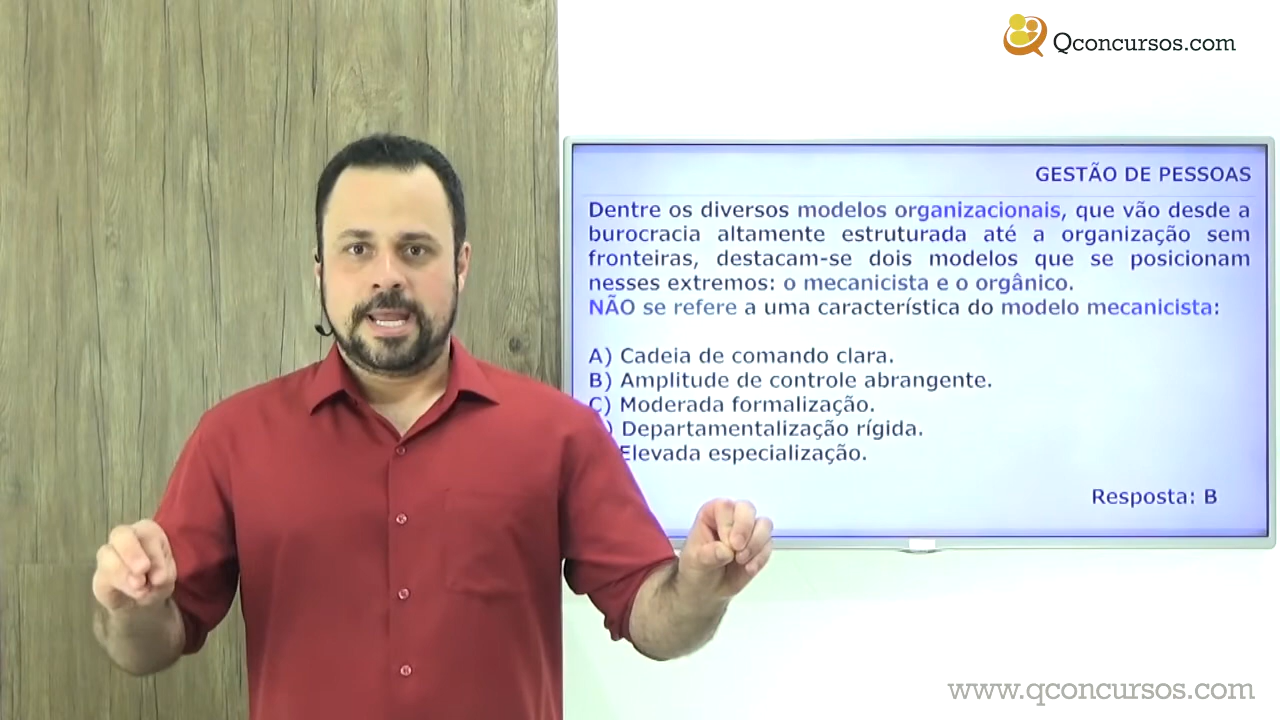 Qconcursos.com
GESTÃO DE PESSOAS
Dentre os diversos modelos organizacionais, que vão desde a
burocracia altamente estruturada até a organização sem
fronteiras, destacam-se dois modelos que se posicionam
nesses extremos: o mecanicista e o orgânico.
NÃO se refere a uma característica do modelo mecanicista:
A) Cadeia de comando clara.
B) Amplitude de controle abrangente.
C) Moderada formalização.
) Departamentalização rígida.
Elevada especialização.
Resposta: B
www.qconcursos.com